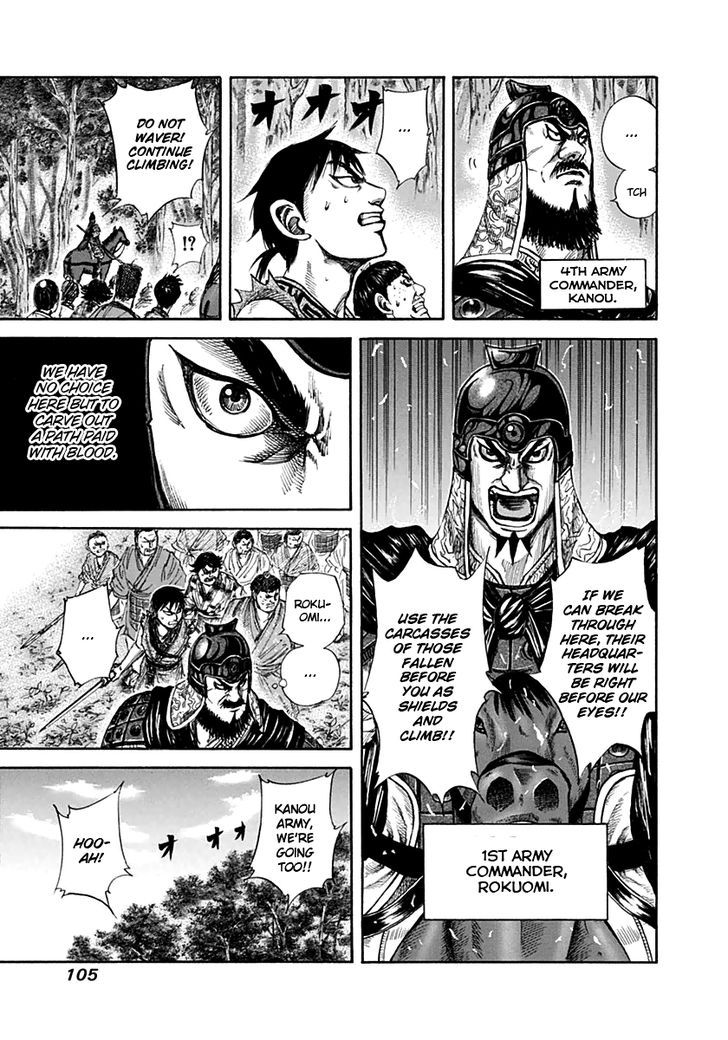 ...
TCH
4TH ARMY
COMMANDER,
KANOU.
...
オオオ
DO NOT
WAVER!
CONTINUE
CLIMBING!
!?
IF WE
CAN BREAK
THROUGH
HERE, THEIR
HEADQUAR-
TERS WILL
BE RIGHT
BEFORE OUR
EYES!!
USE THE
CARCASSES
OF THOSE
FALLEN
BEFORE
YOU AS
SHIELDS
AND
CLIMB!!
1ST ARMY
COMMANDER,
ROKUOMI.
WE HAVE
NO CHOICE
HERE BUT TO
CARVE OUT
A PATH PAID
WITH BLOOD.
ROKU-
OMI...
...
...
KANOU
ARMY,
WE'RE
GOING
TOO!!
オオオ
HOO-
AH!
105